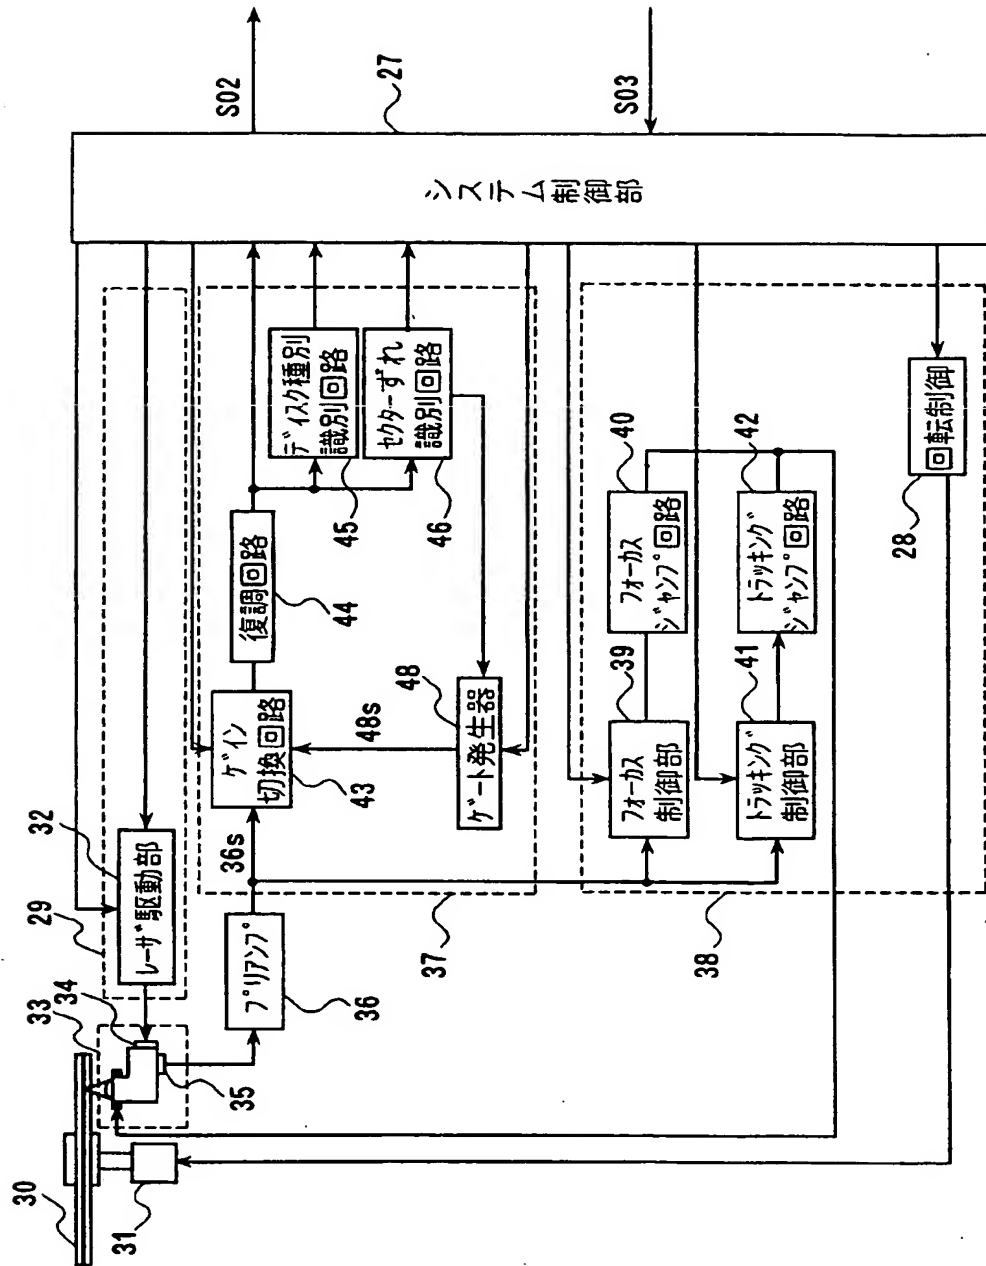 30
31
33
34
35
29
32
レーザ駆動部
プリアンプ
36
36s
ゲイン
切換回路
43
復調回路
44
ディスク種別
識別回路
45
セクターずれ
識別回路
46
48
48s
ゲート発生器
37
フォーカス
制御部
39
フォーカス
ジャンプ回路
40
トラッキング
制御部
41
トラッキング
ジャンプ回路
42
38
回転制御
28
システム制御部
27
S02
S03